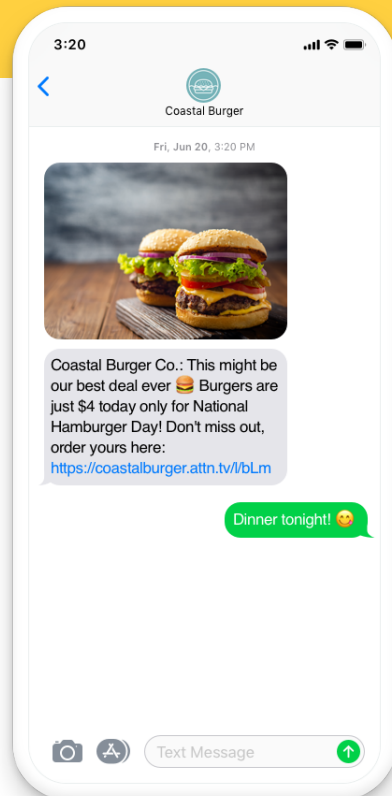 3:20
Coastal Burger
Fri, Jun 20, 3:20 PM
Coastal Burger Co.: This might be
our best deal ever 🍔 Burgers are
just $4 today only for National
Hamburger Day! Don't miss out,
order yours here:
https://coastalburger.attn.tv/l/bLm
Dinner tonight! 😋
Text Message